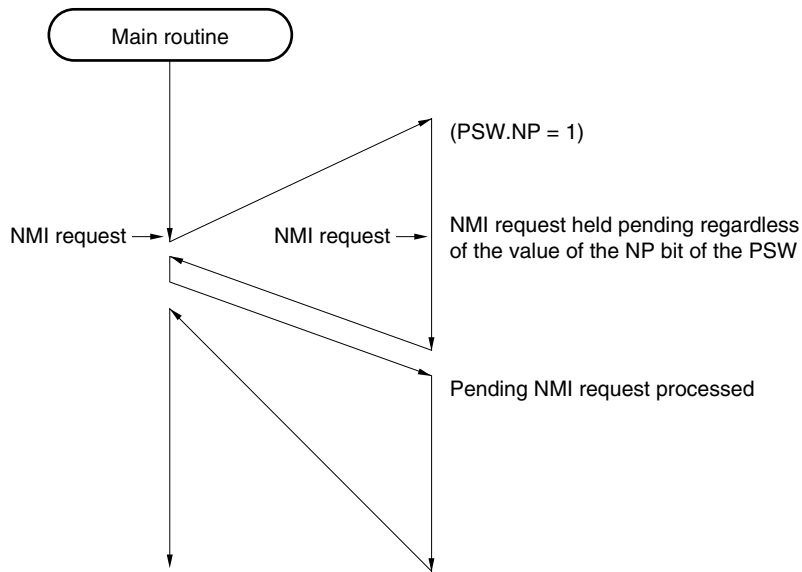 Main routine
(PSW.NP = 1)
NMI request
NMI request
NMI request held pending regardless
of the value of the NP bit of the PSW
Pending NMI request processed